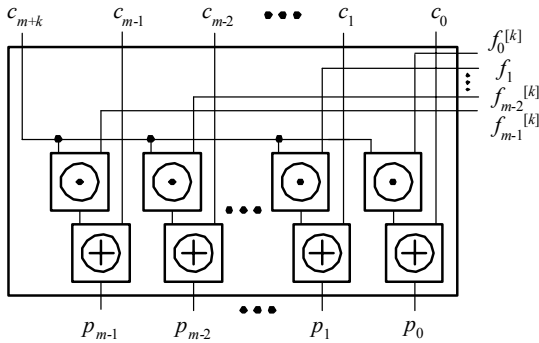 c_{m+k} c_{m-1} c_{m-2} ••• c_1 c_0
f_0^{[k]}
f_1
f_{m-2}^{[k]}
f_{m-1}^{[k]}
p_{m-1} p_{m-2} ••• p_1 p_0